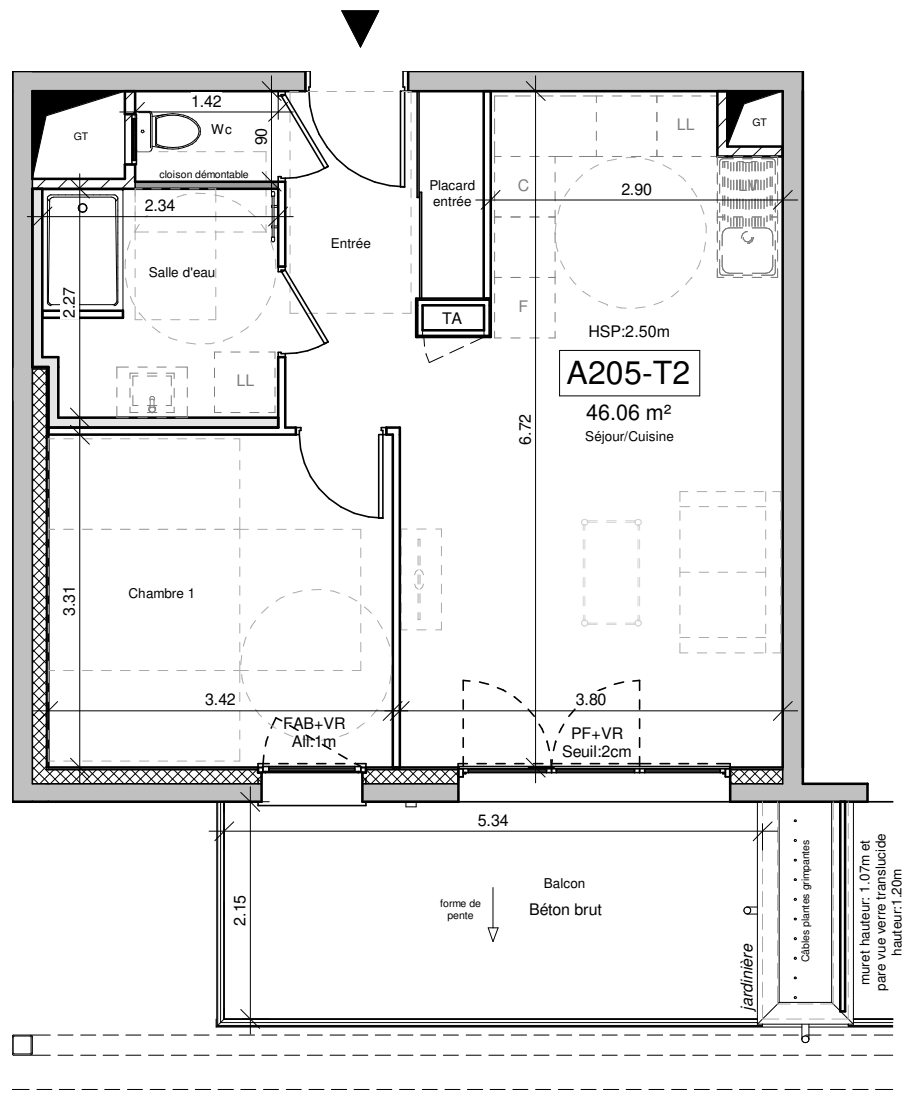 1.42
GT
Wc
90
LL
GT
cloison démontable
Placard
entrée
C
2.90
2.34
Entrée
Salle d'eau
2.27
F
TA
HSP:2.50m
A205-T2
LL
46.06 m²
6.72
Séjour/Cuisine
Chambre 1
3.31
3.42
3.80
FAB+VR
All:1m
PF+VR
Seuil:2cm
5.34
2.15
Balcon
forme de
pente
Béton brut
jardinière
Câbles plantes grimpantes
muret hauteur: 1.07m et
pare vue verre translucide
hauteur:1.20m